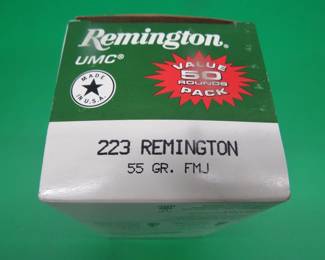 Remington.
UMC®
MADE
IN U.S.A.
VALUE
50
ROUNDS
PACK
223 REMINGTON
55 GR. FMJ